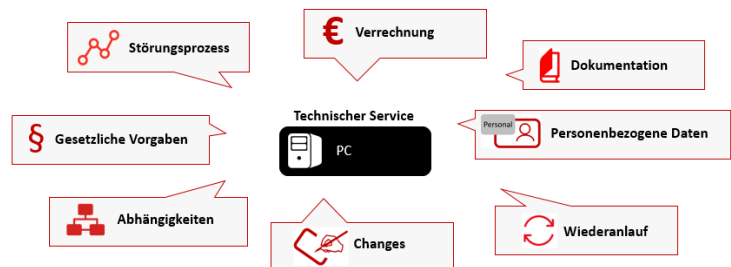 € Verrechnung
Störungsprozess
Dokumentation
Technischer Service
§ Gesetzliche Vorgaben
PC
Personal
Personenbezogene Daten
Abhängigkeiten
Changes
Wiederanlauf